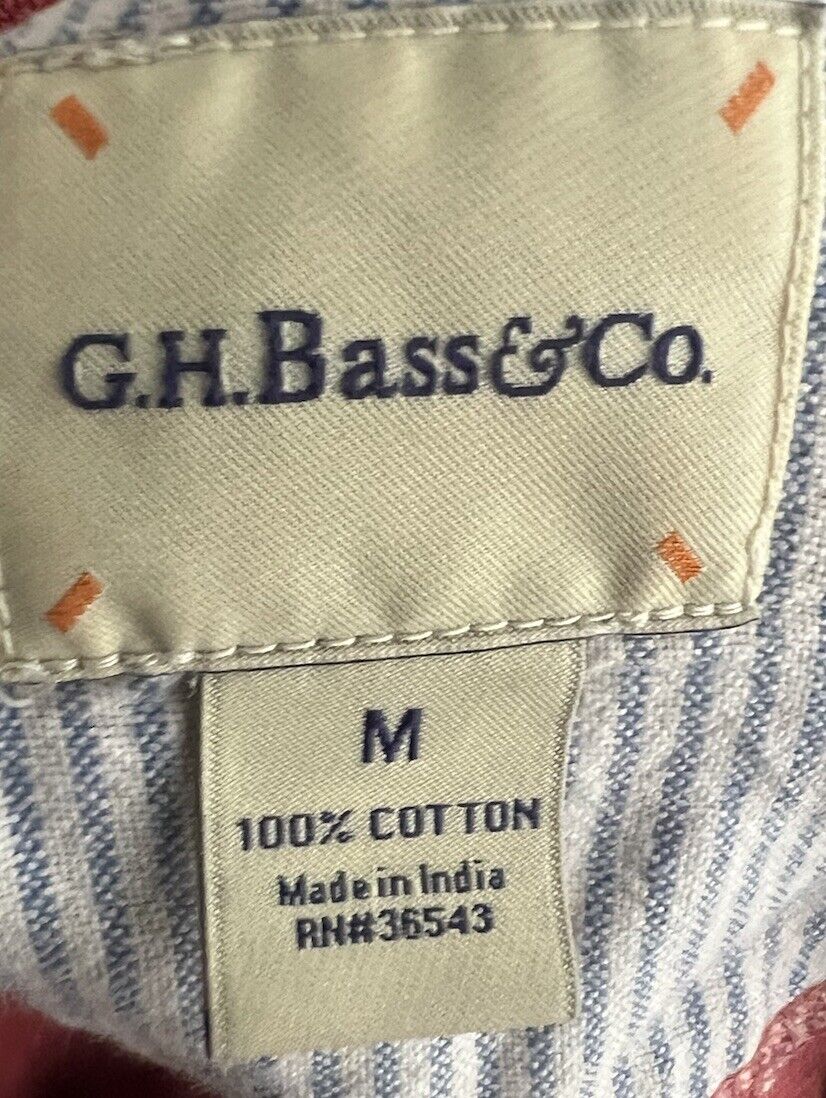 G.H.Bass&Co.
M
100% COTTON
Made in India
RN#36543